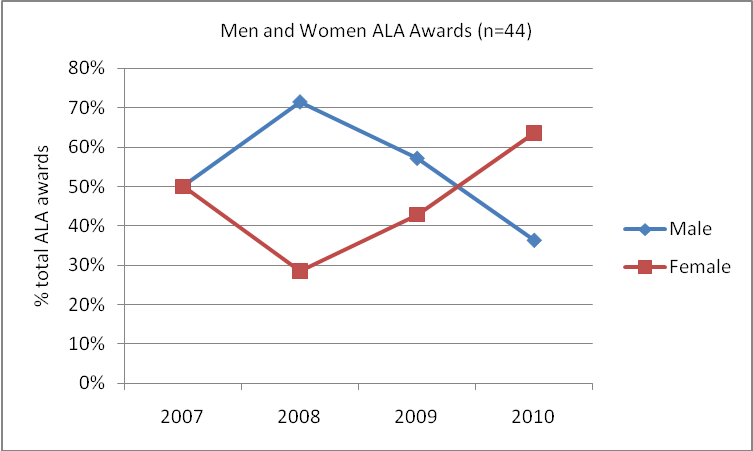 Men and Women ALA Awards (n=44)
% total ALA awards
80%
70%
60%
50%
40%
30%
20%
10%
0%
2007 2008 2009 2010
Male
Female